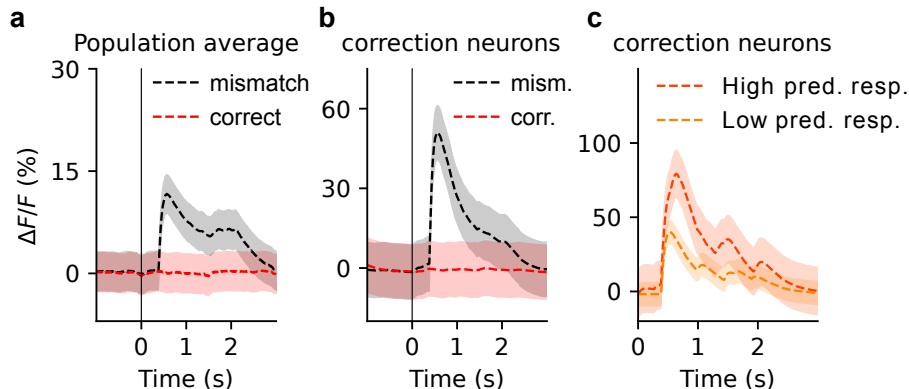 a
Population average
30
15
0
ΔF/F (%)
mismatch
correct
0 1 2
Time (s)
b
correction neurons
60
30
0
mism.
corr.
0 1 2
Time (s)
c
correction neurons
100
50
0
High pred. resp.
Low pred. resp.
0 1 2
Time (s)